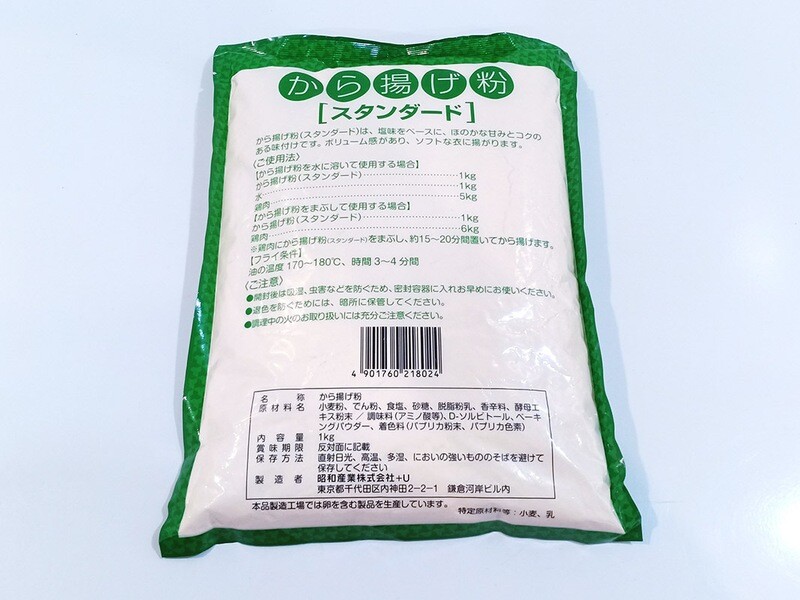 から揚げ粉
[スタンダード]
から揚げ粉(スタンダード)は、塩味をベースに、ほのかな甘みとコクの
ある味付けです。ボリューム感があり、ソフトな衣に揚がります。
〈ご使用法〉
【から揚げ粉を水に溶いて使用する場合】
から揚げ粉(スタンダード)……………………1kg
水……………………………………………1kg
鶏肉…………………………………………5kg
【から揚げ粉をまぶして使用する場合】
から揚げ粉(スタンダード)……………………1kg
鶏肉…………………………………………6kg
※鶏肉にから揚げ粉(スタンダード)をまぶし、約15〜20分間置いてから揚げます。
【フライ条件】
油の温度170〜180℃、時間3〜4分間
〈ご注意〉
●開封後は吸湿、虫害などを防ぐため、密封容器に入れお早めにお使いください。
●退色を防ぐためには、暗所に保管してください。
●調理中の火のお取り扱いには充分ご注意ください。
4 901760 218024
名称 から揚げ粉
原材料名 小麦粉、でん粉、食塩、砂糖、脱脂粉乳、香辛料、酵母エ
キス粉末／調味料(アミノ酸等)、D-ソルビトール、ベーキ
ングパウダー、着色料(パプリカ粉末、パプリカ色素)
内容量 1kg
賞味期限 反対面に記載
保存方法 直射日光、高温、多湿、においの強いもののそばを避けて
保存してください
製造者 昭和産業株式会社+U
東京都千代田区内神田2-2-1 鎌倉河岸ビル内
本品製造工場では卵を含む製品を生産しています。
特定原材料等：小麦、乳